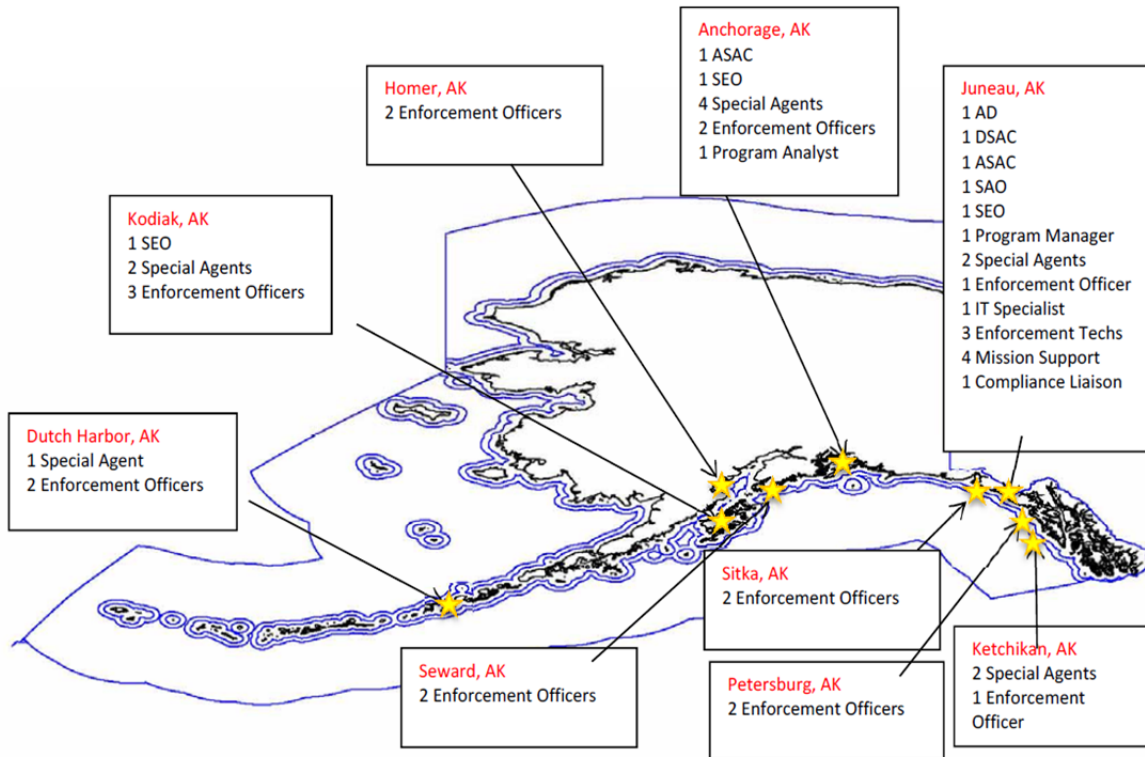 Anchorage, AK
1 ASAC
1 SEO
4 Special Agents
2 Enforcement Officers
1 Program Analyst
Homer, AK
2 Enforcement Officers
Juneau, AK
1 AD
1 DSAC
1 ASAC
1 SAO
1 SEO
1 Program Manager
2 Special Agents
1 Enforcement Officer
1 IT Specialist
3 Enforcement Techs
4 Mission Support
1 Compliance Liaison
Kodiak, AK
1 SEO
2 Special Agents
3 Enforcement Officers
Dutch Harbor, AK
1 Special Agent
2 Enforcement Officers
Sitka, AK
2 Enforcement Officers
Seward, AK
2 Enforcement Officers
Petersburg, AK
2 Enforcement Officers
Ketchikan, AK
2 Special Agents
1 Enforcement
Officer